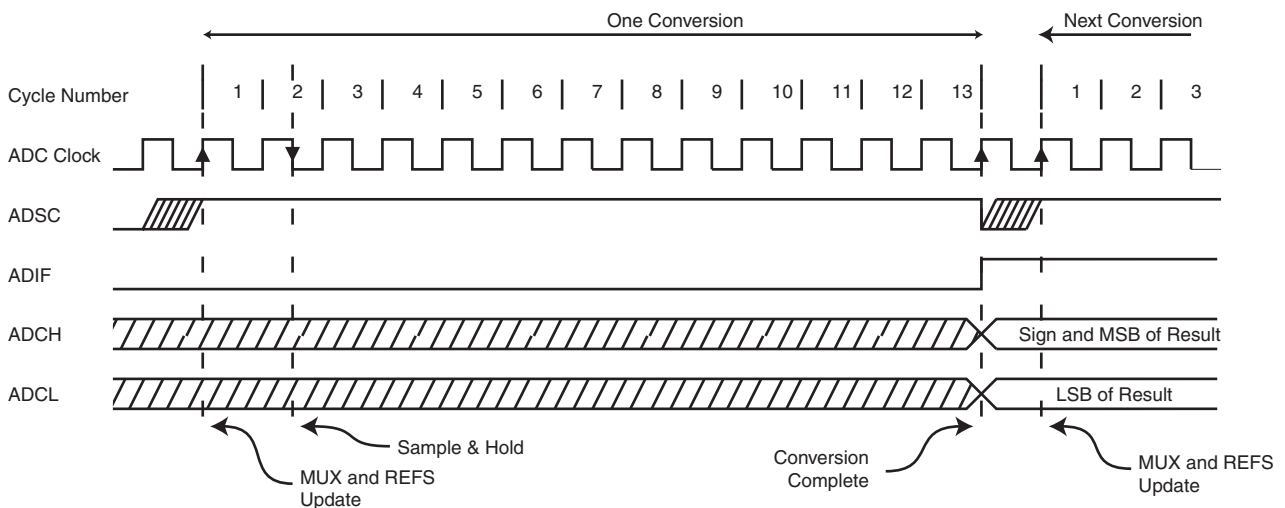 One Conversion
Next Conversion
Cycle Number
1 2 3 4 5 6 7 8 9 10 11 12 13 1 2 3
ADC Clock
ADSC
ADIF
ADCH
Sign and MSB of Result
ADCL
LSB of Result
Sample & Hold
MUX and REFS
Update
Conversion
Complete
MUX and REFS
Update